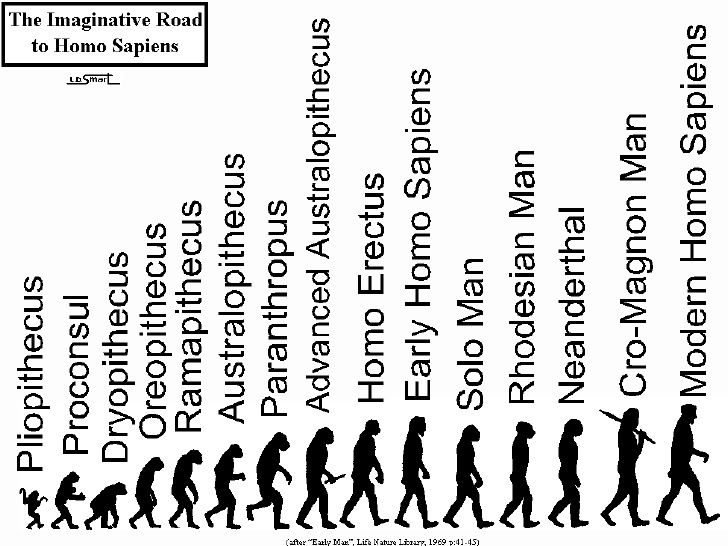 The Imaginative Road
to Homo Sapiens
I.D.Smart
Pliopithecus
Proconsul
Dryopithecus
Oreopithecus
Ramapithecus
Australopithecus
Paranthropus
Advanced Australopithecus
Homo Erectus
Early Homo Sapiens
Solo Man
Rhodesian Man
Neanderthal
Cro-Magnon Man
Modern Homo Sapiens
(after "Early Man", Life Nature Library, 1969 p:41-45)